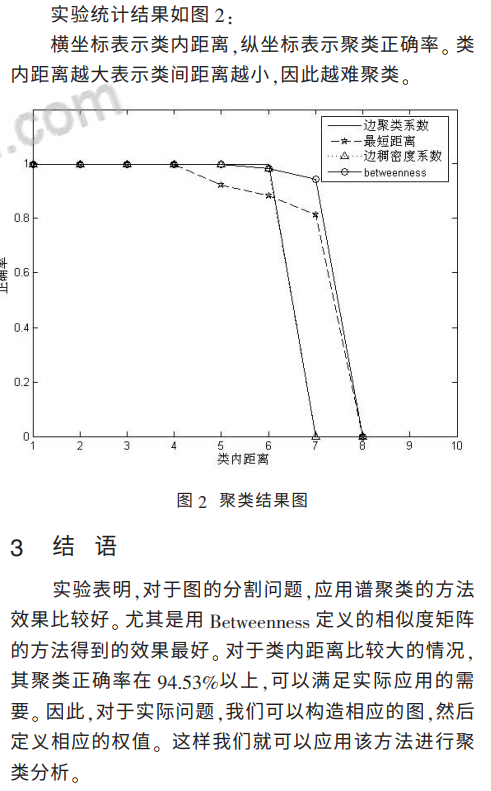 实验统计结果如图 2：
横坐标表示类内距离，纵坐标表示聚类正确率。类
内距离越大表示类间距离越小，因此越难聚类。
.com
边聚类系数
最短距离
边稠密度系数
betweenness
1
0.8
0.6
0.4
0.2
0
正确率
1 2 3 4 5 6 7 8 9 10
类内距离
图 2 聚类结果图
3 结 语
实验表明，对于图的分割问题，应用谱聚类的方法
效果比较好。尤其是用 Betweenness 定义的相似度矩阵
的方法得到的效果最好。对于类内距离比较大的情况，
其聚类正确率在 94.53%以上，可以满足实际应用的需
要。因此，对于实际问题，我们可以构造相应的图，然后
定义相应的权值。这样我们就可以应用该方法进行聚
类分析。